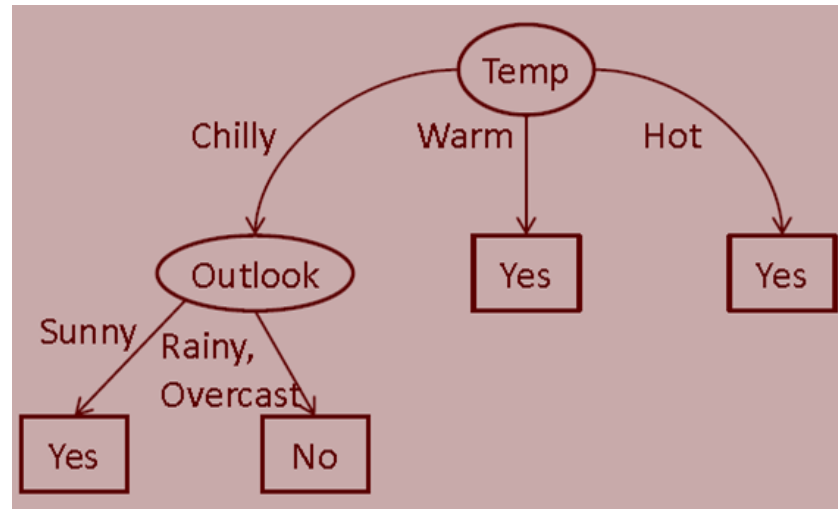 Temp
Chilly
Warm
Hot
Outlook
Yes
Yes
Sunny
Rainy,
Overcast
Yes
No